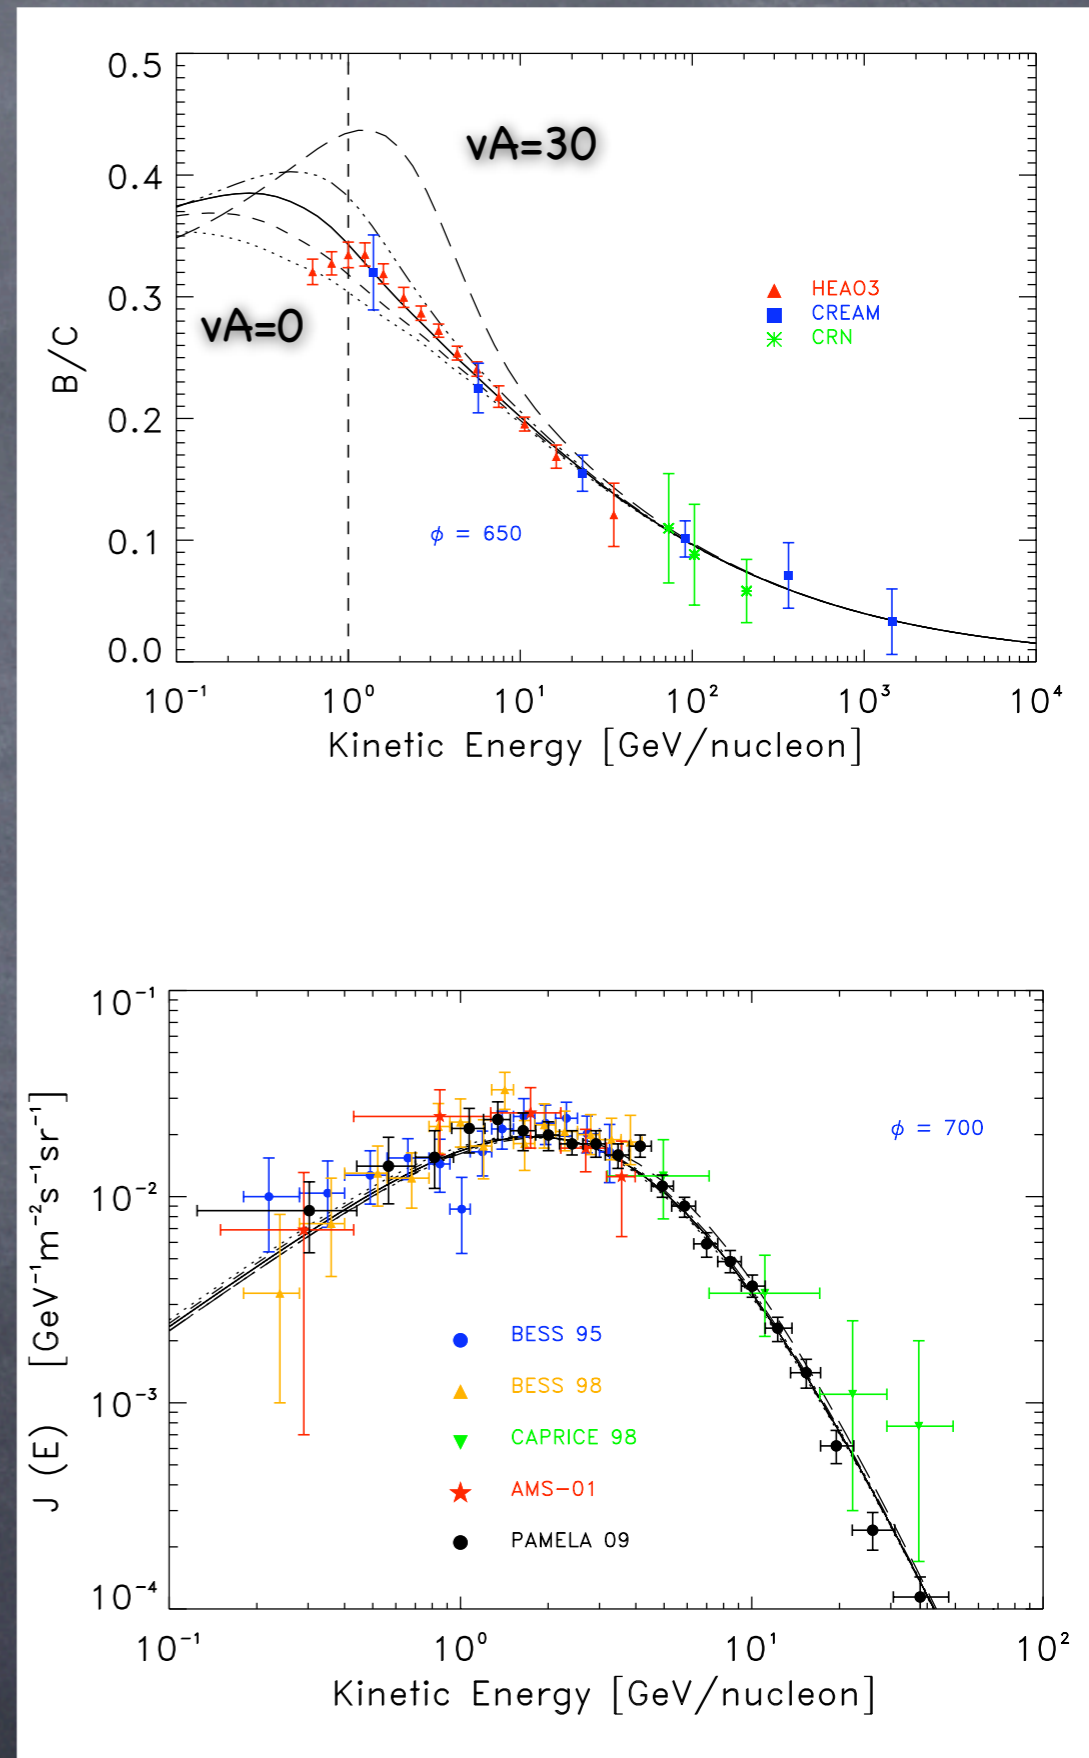 0.5
0.4
0.3
0.2
0.1
0.0
B/C
vA=30
vA=0
HEAO3
CREAM
CRN
ϕ = 650
10⁻¹ 10⁰ 10¹ 10² 10³ 10⁴
Kinetic Energy [GeV/nucleon]
10⁻¹
10⁻²
10⁻³
10⁻⁴
J (E) [GeV⁻¹m⁻²s⁻¹sr⁻¹]
ϕ = 700
BESS 95
BESS 98
CAPRICE 98
AMS-01
PAMELA 09
10⁻¹ 10⁰ 10¹ 10²
Kinetic Energy [GeV/nucleon]